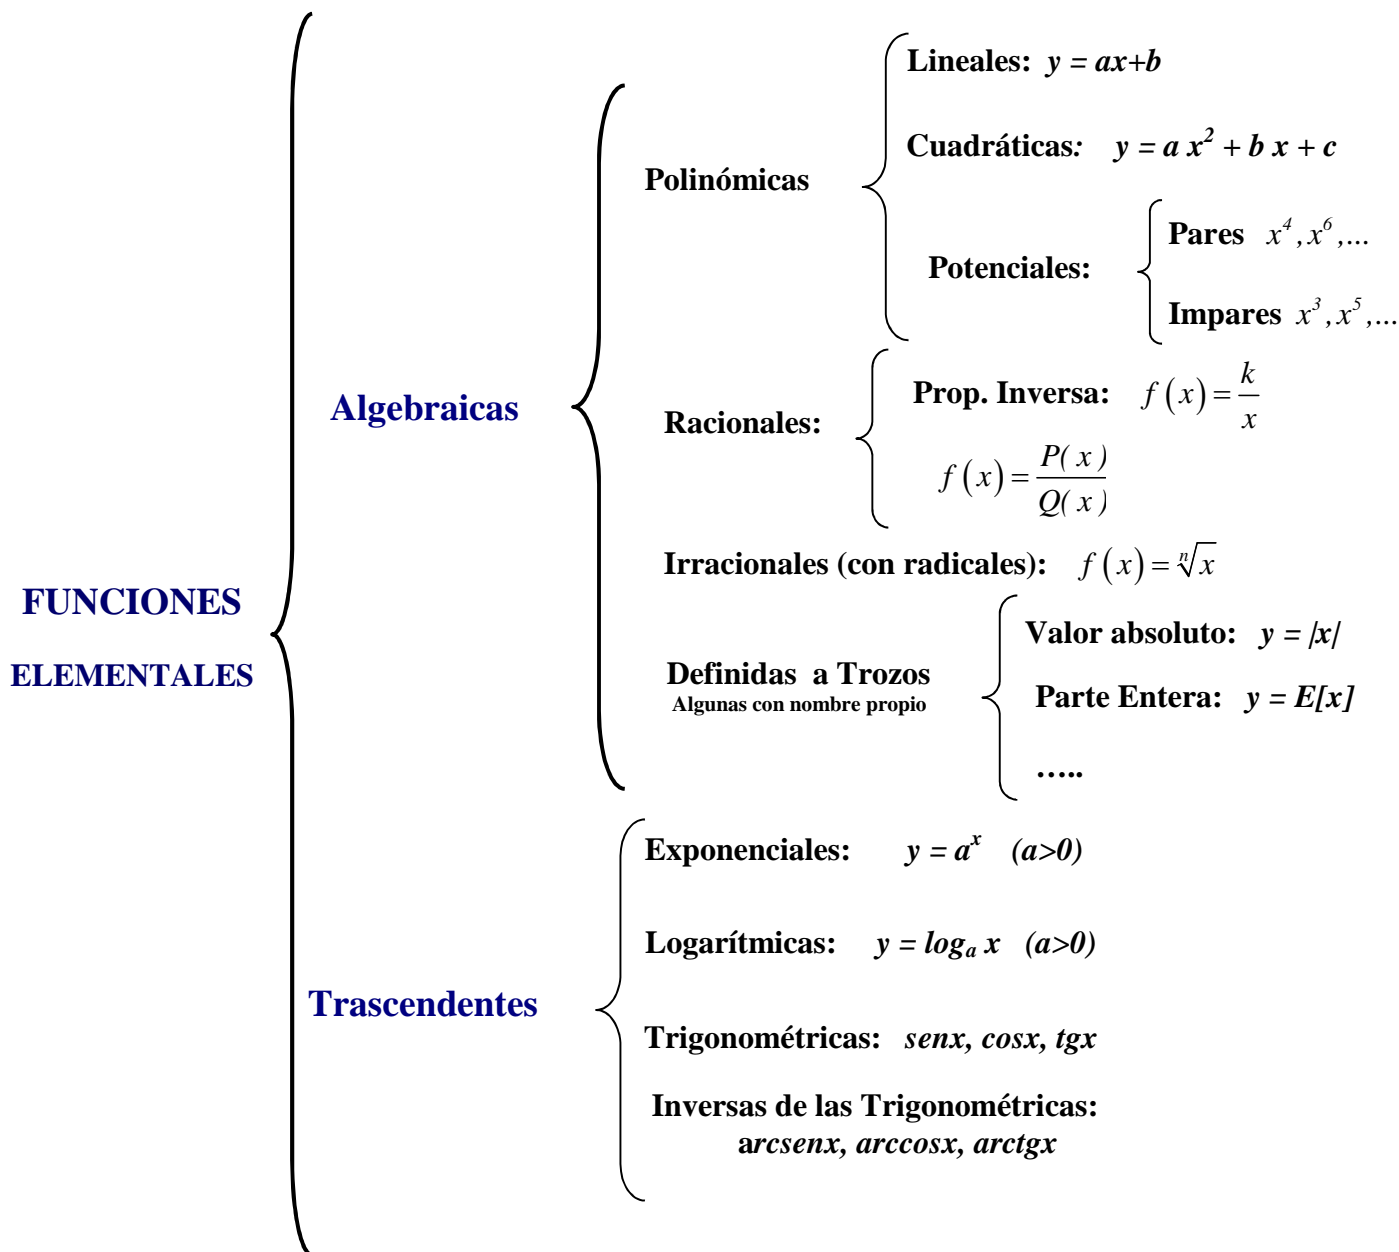 FUNCIONES
ELEMENTALES
Algebraicas
Polinómicas
Lineales: y = ax+b
Cuadráticas: y = a x² + b x + c
Potenciales:
Pares x⁴, x⁶,...
Impares x³, x⁵,...
Racionales:
Prop. Inversa: f(x) = k/x
f(x) = P(x)/Q(x)
Irracionales (con radicales): f(x) = ⁿ√x
Definidas a Trozos
Algunas con nombre propio
Valor absoluto: y = |x|
Parte Entera: y = E[x]
…..
Trascendentes
Exponenciales: y = aˣ (a>0)
Logarítmicas: y = logₐ x (a>0)
Trigonométricas: senx, cosx, tgx
Inversas de las Trigonométricas:
arcsenx, arccosx, arctgx